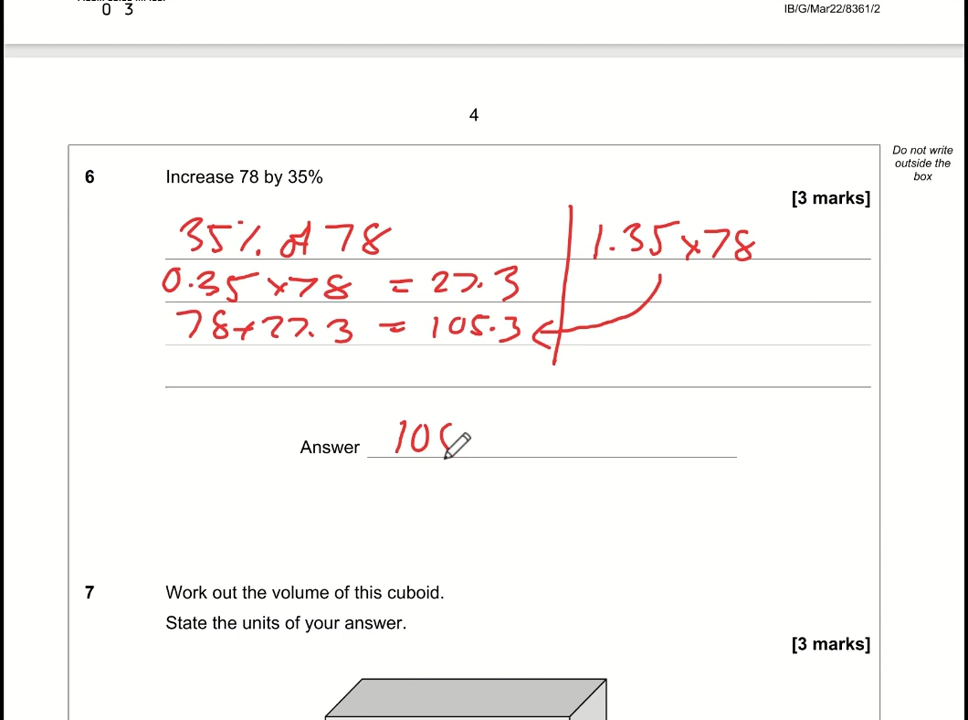 0 3
IB/G/Mar22/8361/2
4
Do not write
outside the
box
6 Increase 78 by 35%
[3 marks]
35% of 78
1.35 x 78
0.35 x 78 = 27.3
78 + 27.3 = 105.3
Answer 10
7 Work out the volume of this cuboid.
State the units of your answer.
[3 marks]